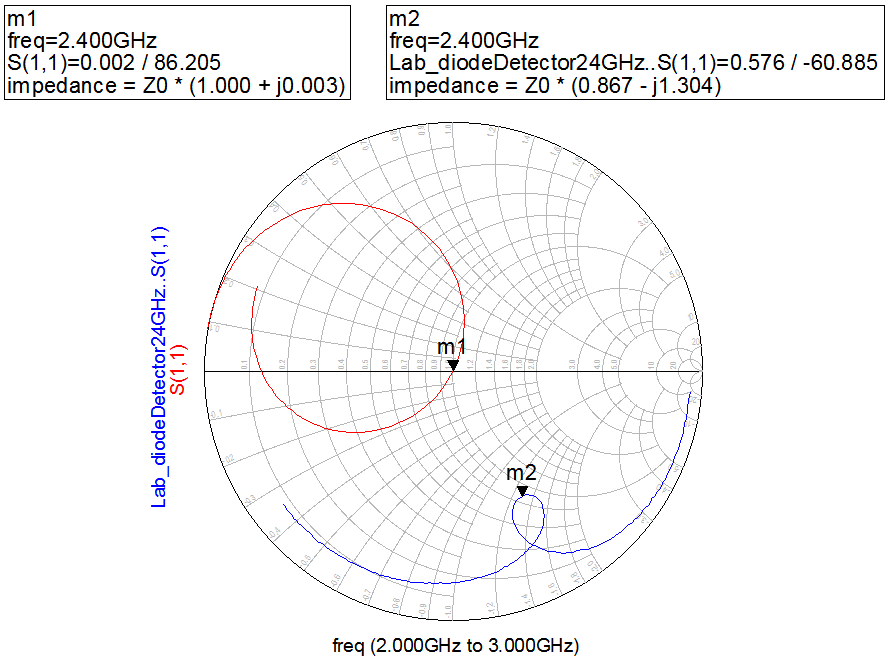 m1
freq=2.400GHz
S(1,1)=0.002 / 86.205
impedance = Z0 * (1.000 + j0.003)
m2
freq=2.400GHz
Lab_diodeDetector24GHz..S(1,1)=0.576 / -60.885
impedance = Z0 * (0.867 - j1.304)
Lab_diodeDetector24GHz..S(1,1)
S(1,1)
m1
m2
freq (2.000GHz to 3.000GHz)